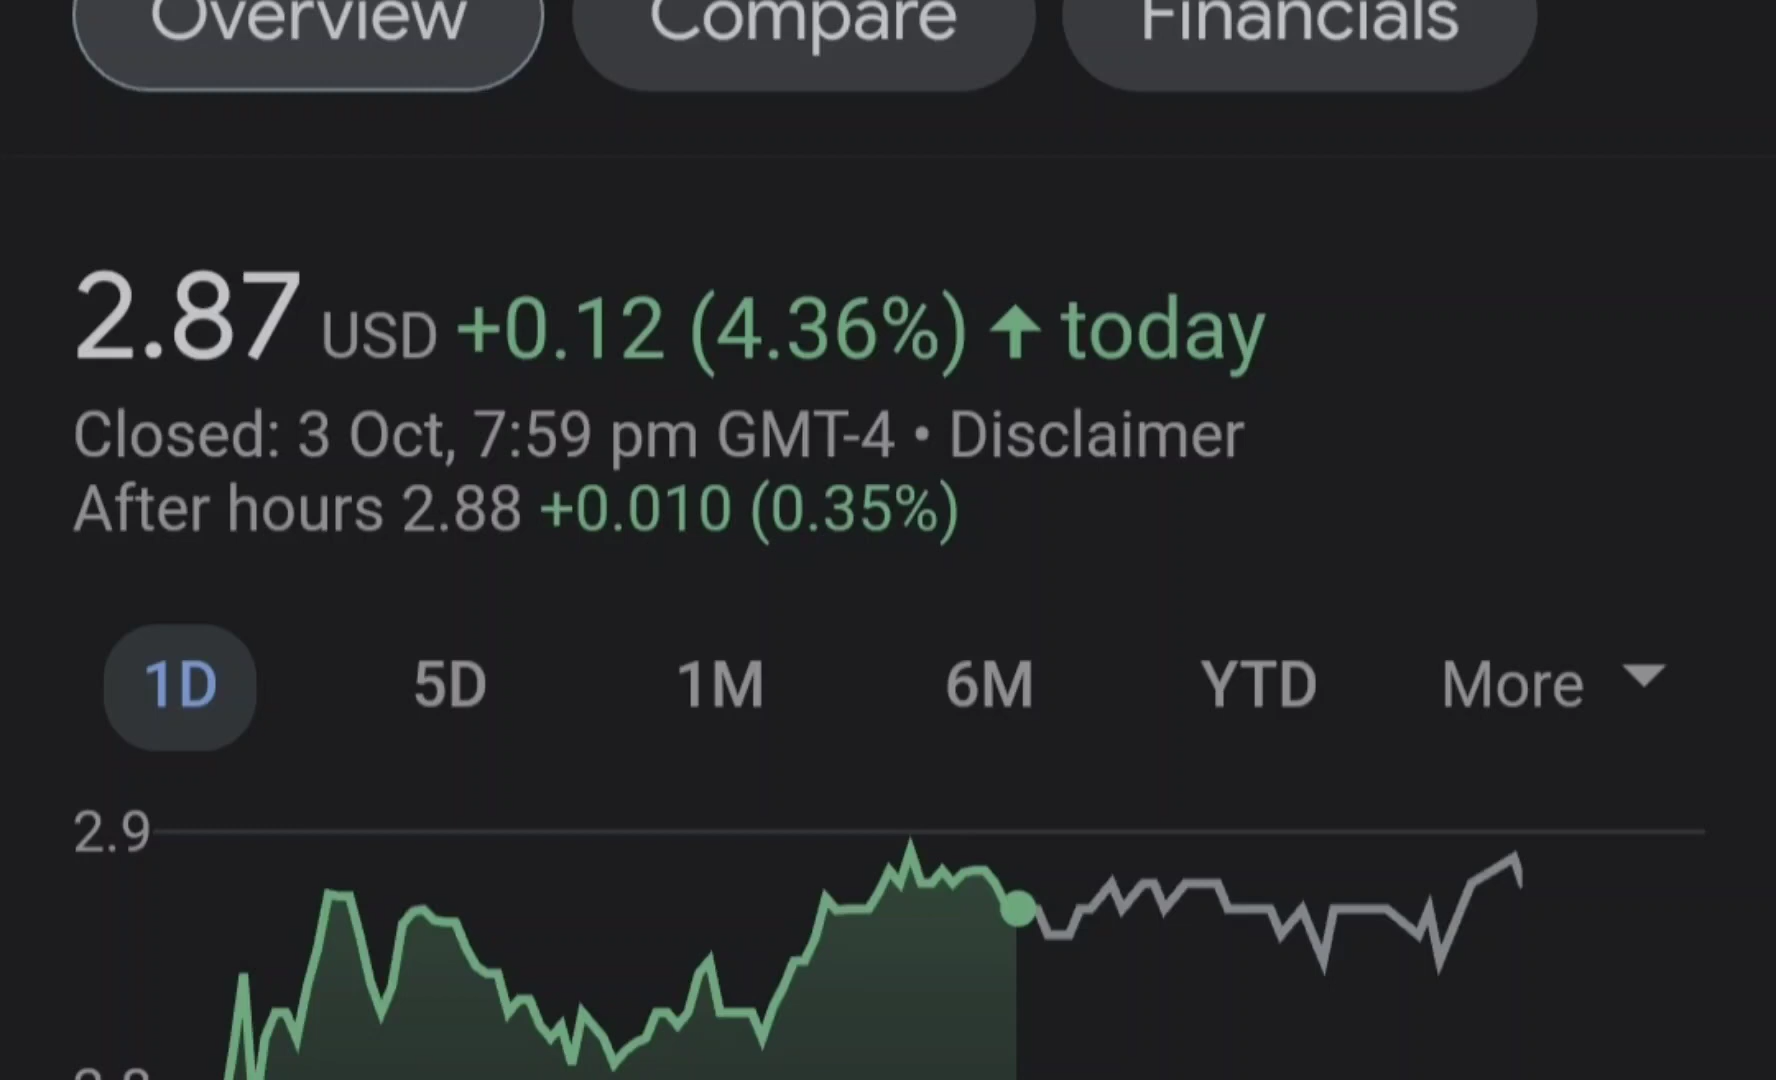 Overview Compare Financials
2.87 USD +0.12 (4.36%) ↑ today
Closed: 3 Oct, 7:59 pm GMT-4 • Disclaimer
After hours 2.88 +0.010 (0.35%)
1D 5D 1M 6M YTD More
2.9